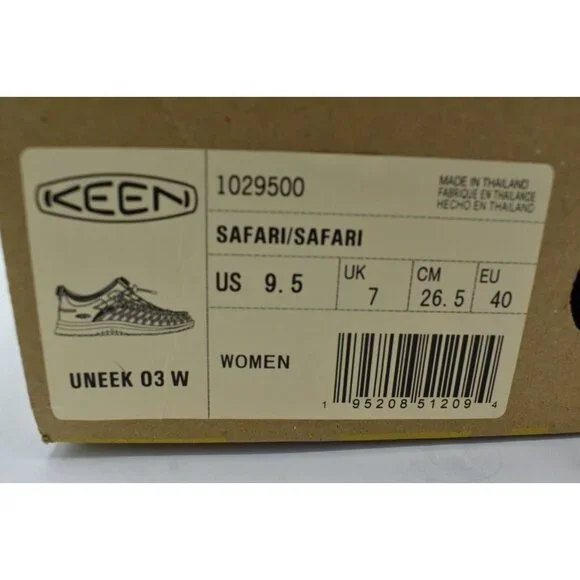 KEEN
UNEEK O3 W
1029500
MADE IN THAILAND
FABRIQUE EN THAILANDE
HECHO EN THAILAND
SAFARI/SAFARI
US 9.5
UK 7
CM 26.5
EU 40
WOMEN
1 95208 51209 4